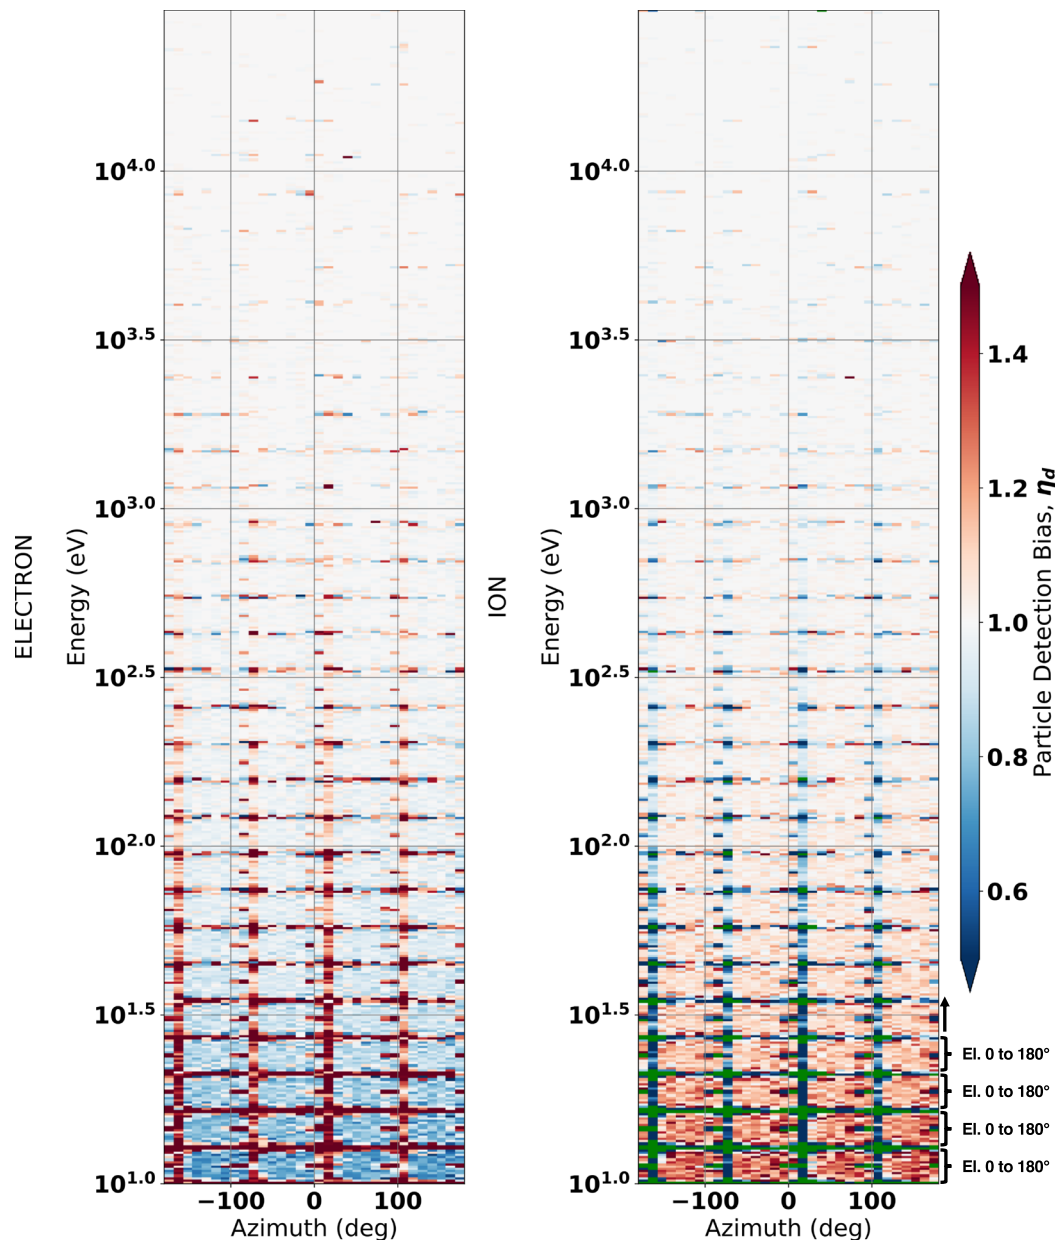 ELECTRON
Energy (eV)
10^4.0
10^3.5
10^3.0
10^2.5
10^2.0
10^1.5
10^1.0
−100 0 100
Azimuth (deg)
ION
Energy (eV)
10^4.0
10^3.5
10^3.0
10^2.5
10^2.0
10^1.5
10^1.0
−100 0 100
Azimuth (deg)
1.4
1.2
1.0
0.8
0.6
Particle Detection Bias, η_d
El. 0 to 180°
El. 0 to 180°
El. 0 to 180°
El. 0 to 180°